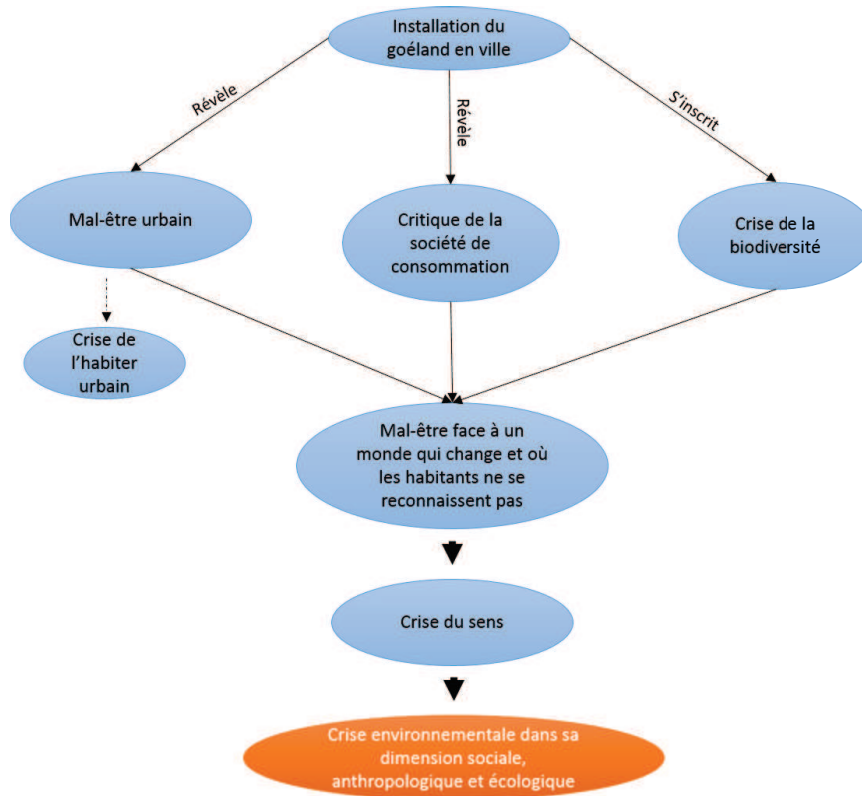 Installation du
goéland en ville
Révèle
Révèle
S'inscrit
Mal-être urbain
Critique de la
société de
consommation
Crise de la
biodiversité
Crise de
l'habiter
urbain
Mal-être face à un
monde qui change et où
les habitants ne se
reconnaissent pas
Crise du sens
Crise environnementale dans sa
dimension sociale,
anthropologique et écologique